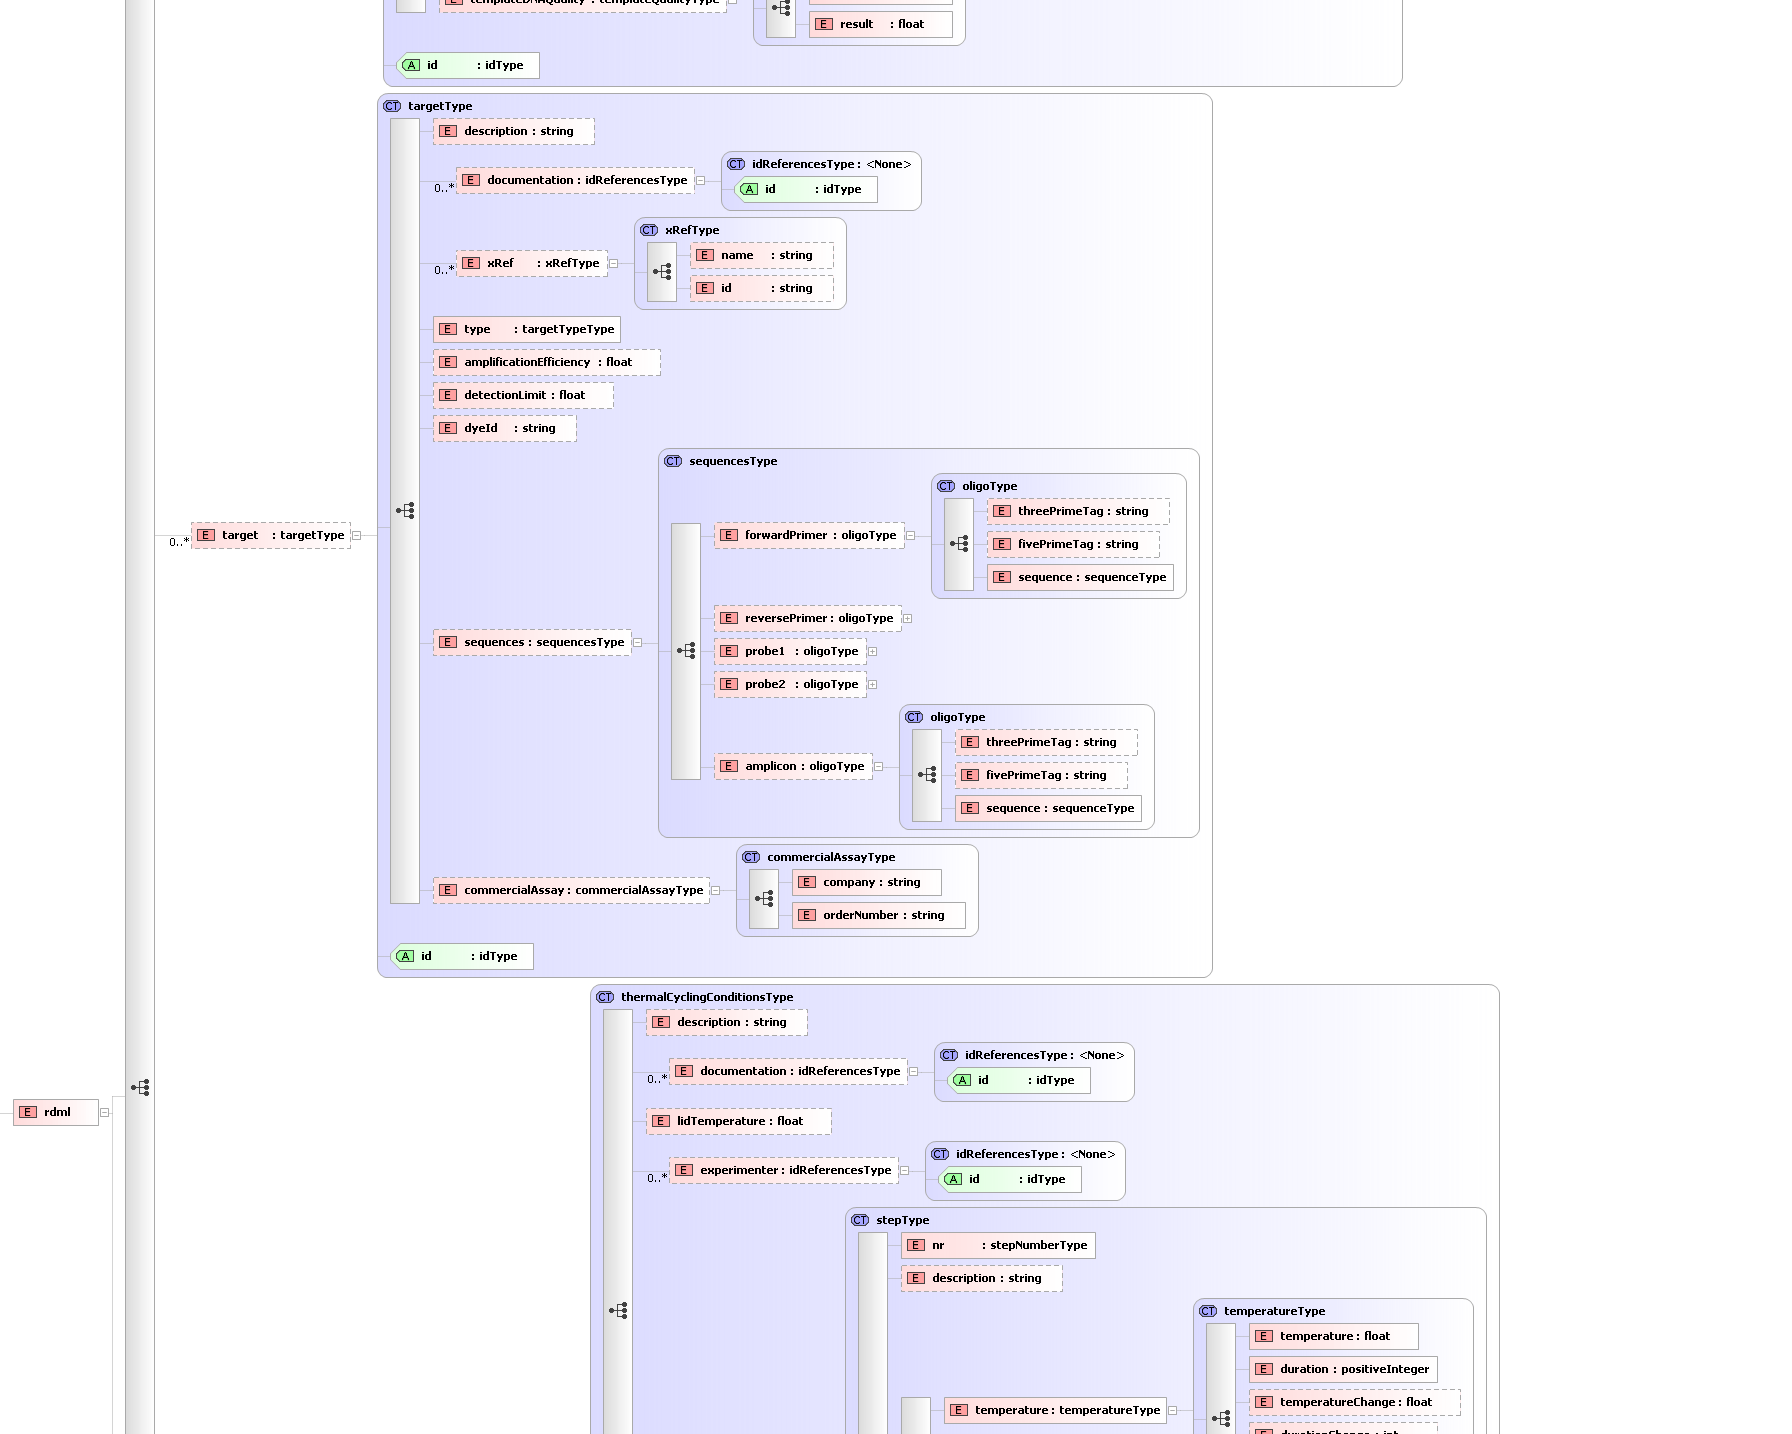 templateDNAQuality : templateQualityType
E result : float
A id : idType
CT targetType
E description : string
0..* E documentation : idReferencesType
CT idReferencesType : <None>
A id : idType
0..* E xRef : xRefType
CT xRefType
E name : string
E id : string
E type : targetTypeType
E amplificationEfficiency : float
E detectionLimit : float
E dyeId : string
0..* E target : targetType
E sequences : sequencesType
CT sequencesType
E forwardPrimer : oligoType
CT oligoType
E threePrimeTag : string
E fivePrimeTag : string
E sequence : sequenceType
E reversePrimer : oligoType
E probe1 : oligoType
E probe2 : oligoType
E amplicon : oligoType
CT oligoType
E threePrimeTag : string
E fivePrimeTag : string
E sequence : sequenceType
E commercialAssay : commercialAssayType
CT commercialAssayType
E company : string
E orderNumber : string
A id : idType
E rdml
CT thermalCyclingConditionsType
E description : string
0..* E documentation : idReferencesType
CT idReferencesType : <None>
A id : idType
E lidTemperature : float
0..* E experimenter : idReferencesType
CT idReferencesType : <None>
A id : idType
CT stepType
E nr : stepNumberType
E description : string
E temperature : temperatureType
CT temperatureType
E temperature : float
E duration : positiveInteger
E temperatureChange : float
E durationChange : int